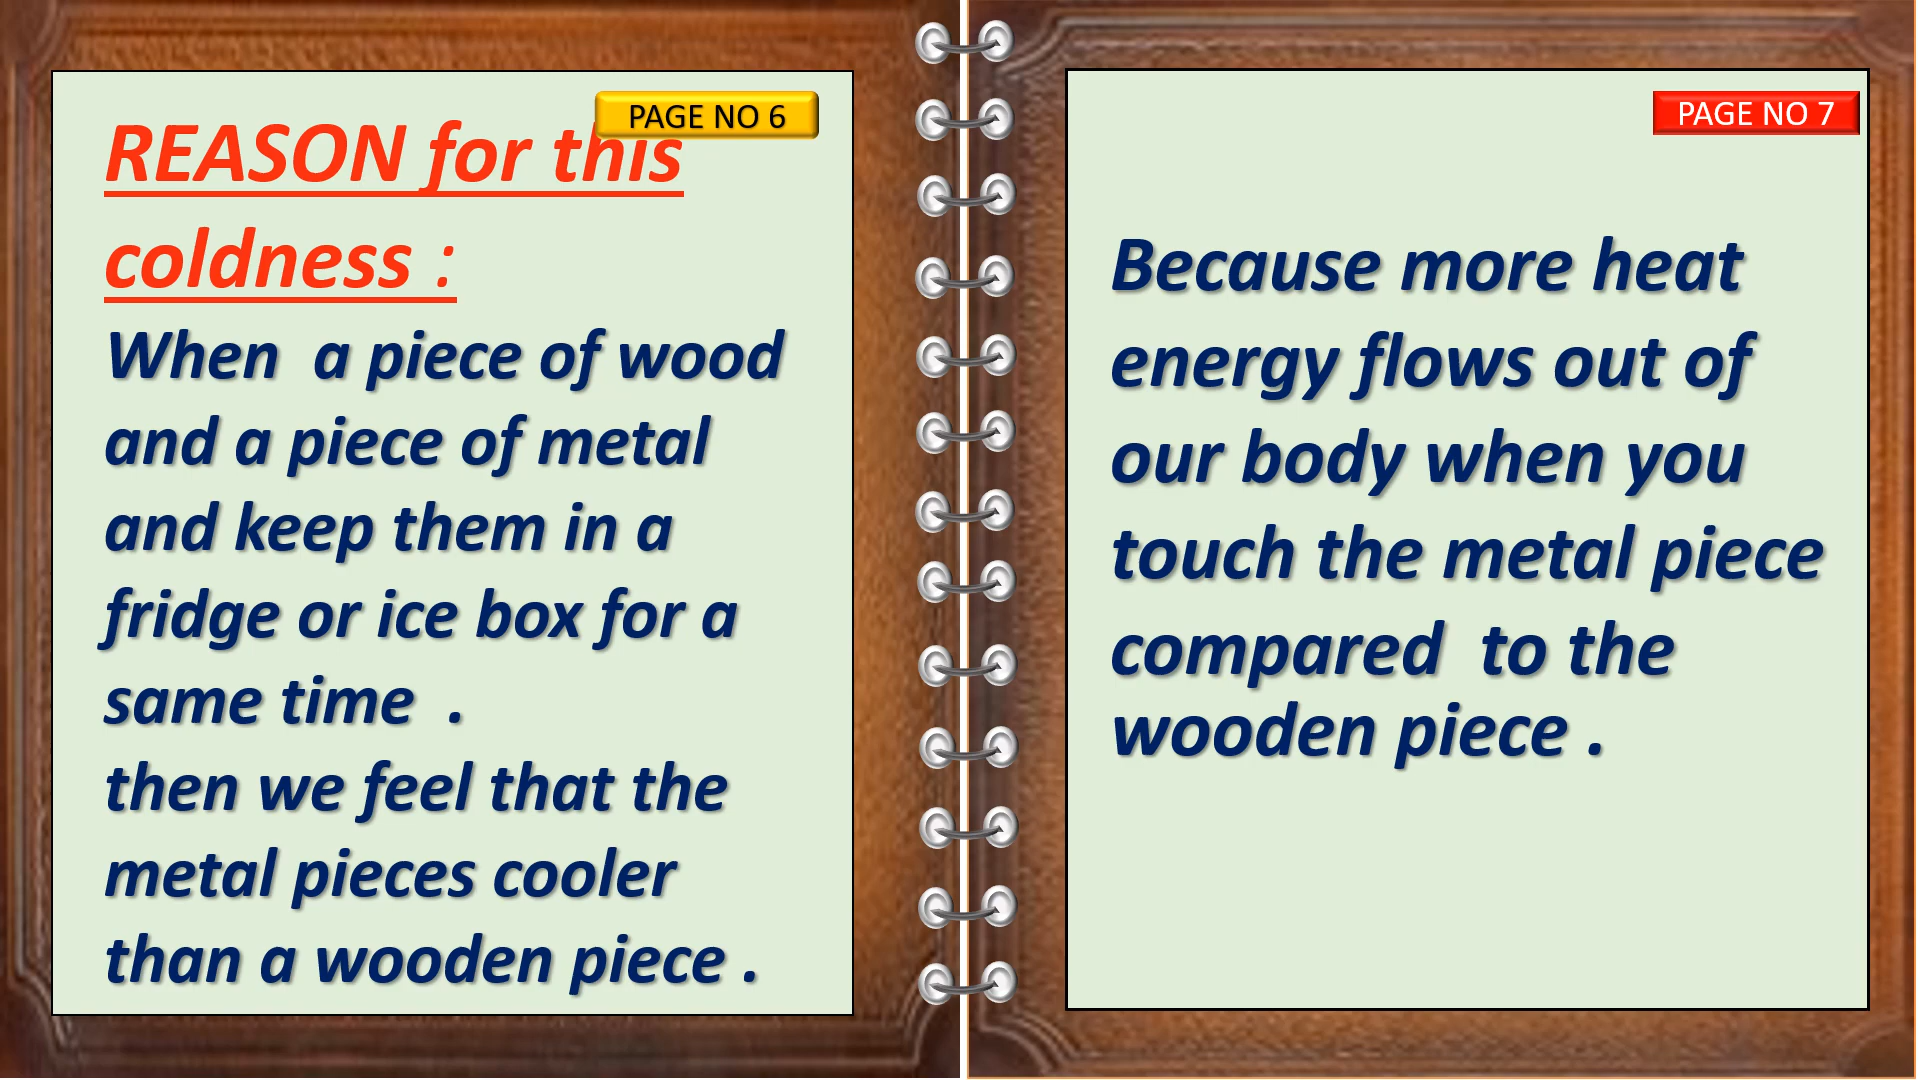 PAGE NO 6
REASON for this
coldness :
When a piece of wood
and a piece of metal
and keep them in a
fridge or ice box for a
same time .
then we feel that the
metal pieces cooler
than a wooden piece .
PAGE NO 7
Because more heat
energy flows out of
our body when you
touch the metal piece
compared to the
wooden piece .